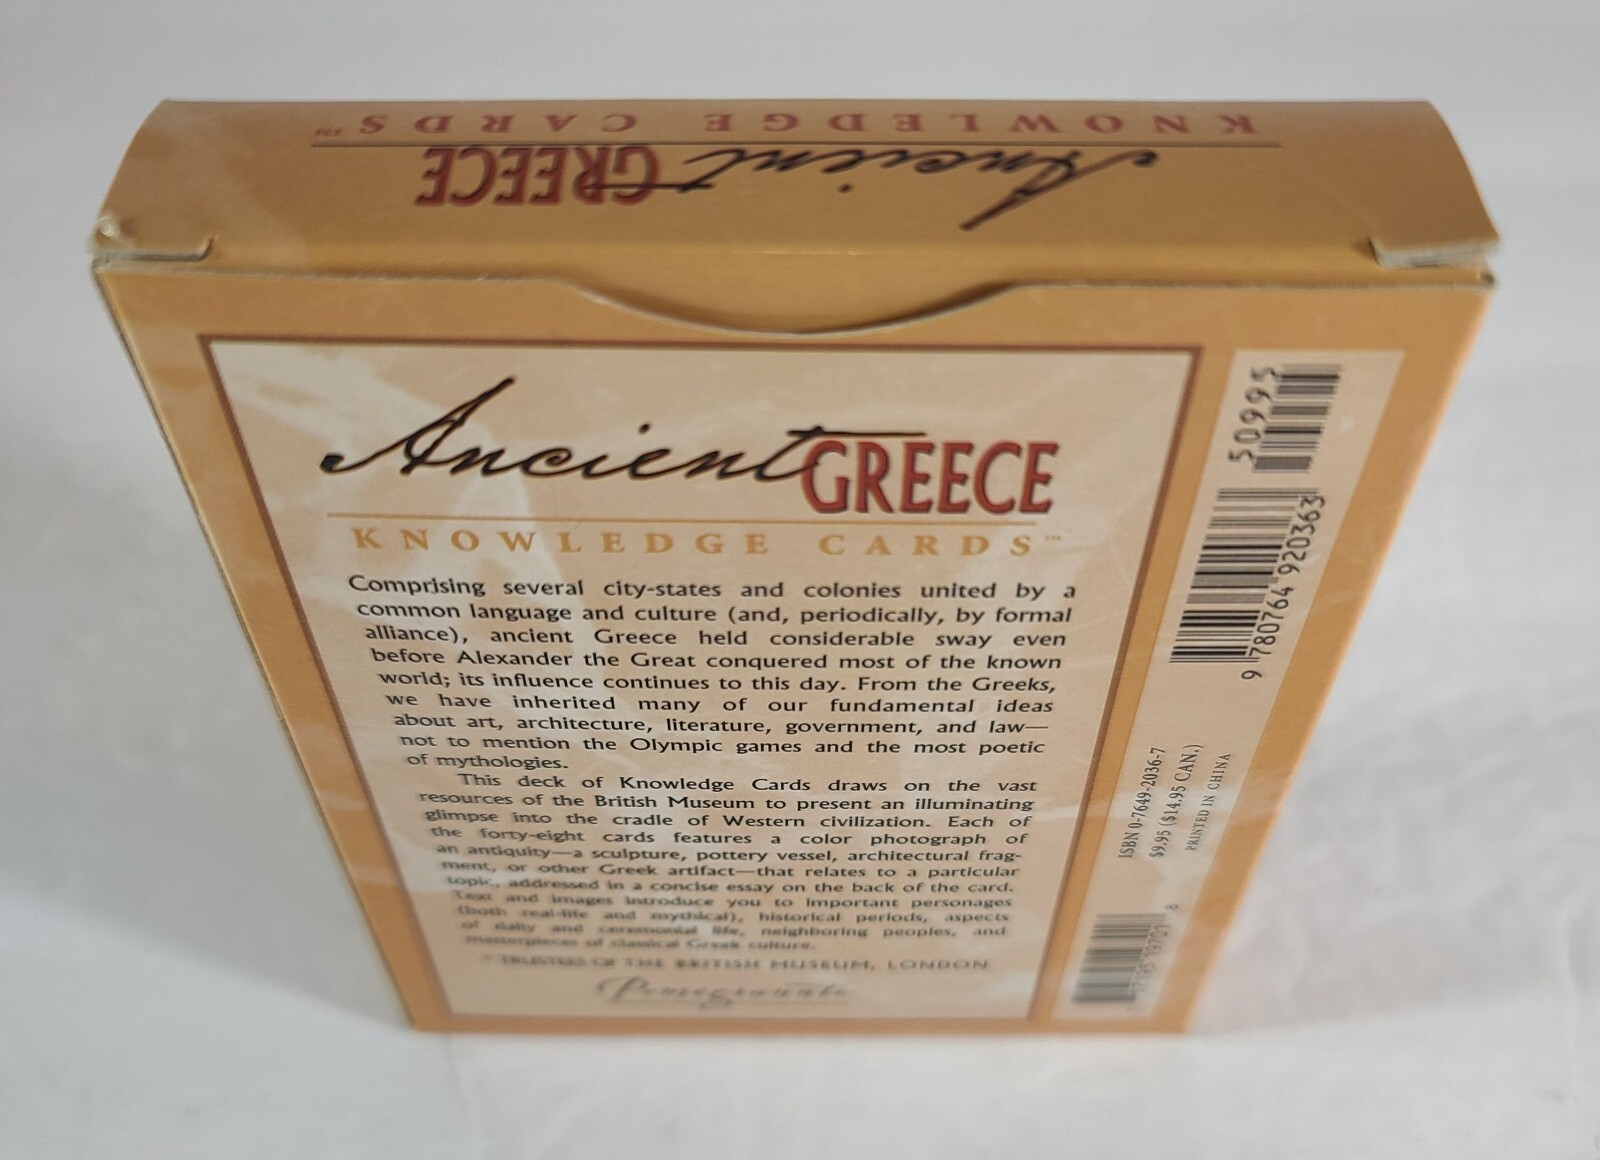 KNOWLEDGE CARDS™
Ancient GREECE
Ancient GREECE
KNOWLEDGE CARDS™
Comprising several city-states and colonies united by a
common language and culture (and, periodically, by formal
alliance), ancient Greece held considerable sway even
before Alexander the Great conquered most of the known
world; its influence continues to this day. From the Greeks,
we have inherited many of our fundamental ideas
about art, architecture, literature, government, and law—
not to mention the Olympic games and the most poetic
of mythologies.
This deck of Knowledge Cards draws on the vast
resources of the British Museum to present an illuminating
glimpse into the cradle of Western civilization. Each of
the forty-eight cards features a color photograph of
an antiquity—a sculpture, pottery vessel, architectural frag-
ment, or other Greek artifact—that relates to a particular
topic, addressed in a concise essay on the back of the card.
Text and images introduce you to important personages
(both real-life and mythical), historical periods, aspects
of daily and ceremonial life, neighboring peoples, and
masterpieces of classical Greek culture.
TRUSTEES OF THE BRITISH MUSEUM, LONDON
Pomegranate
50995
9 780764 920363
ISBN 0-7649-2036-7
$9.95 ($14.95 CAN.)
PRINTED IN CHINA